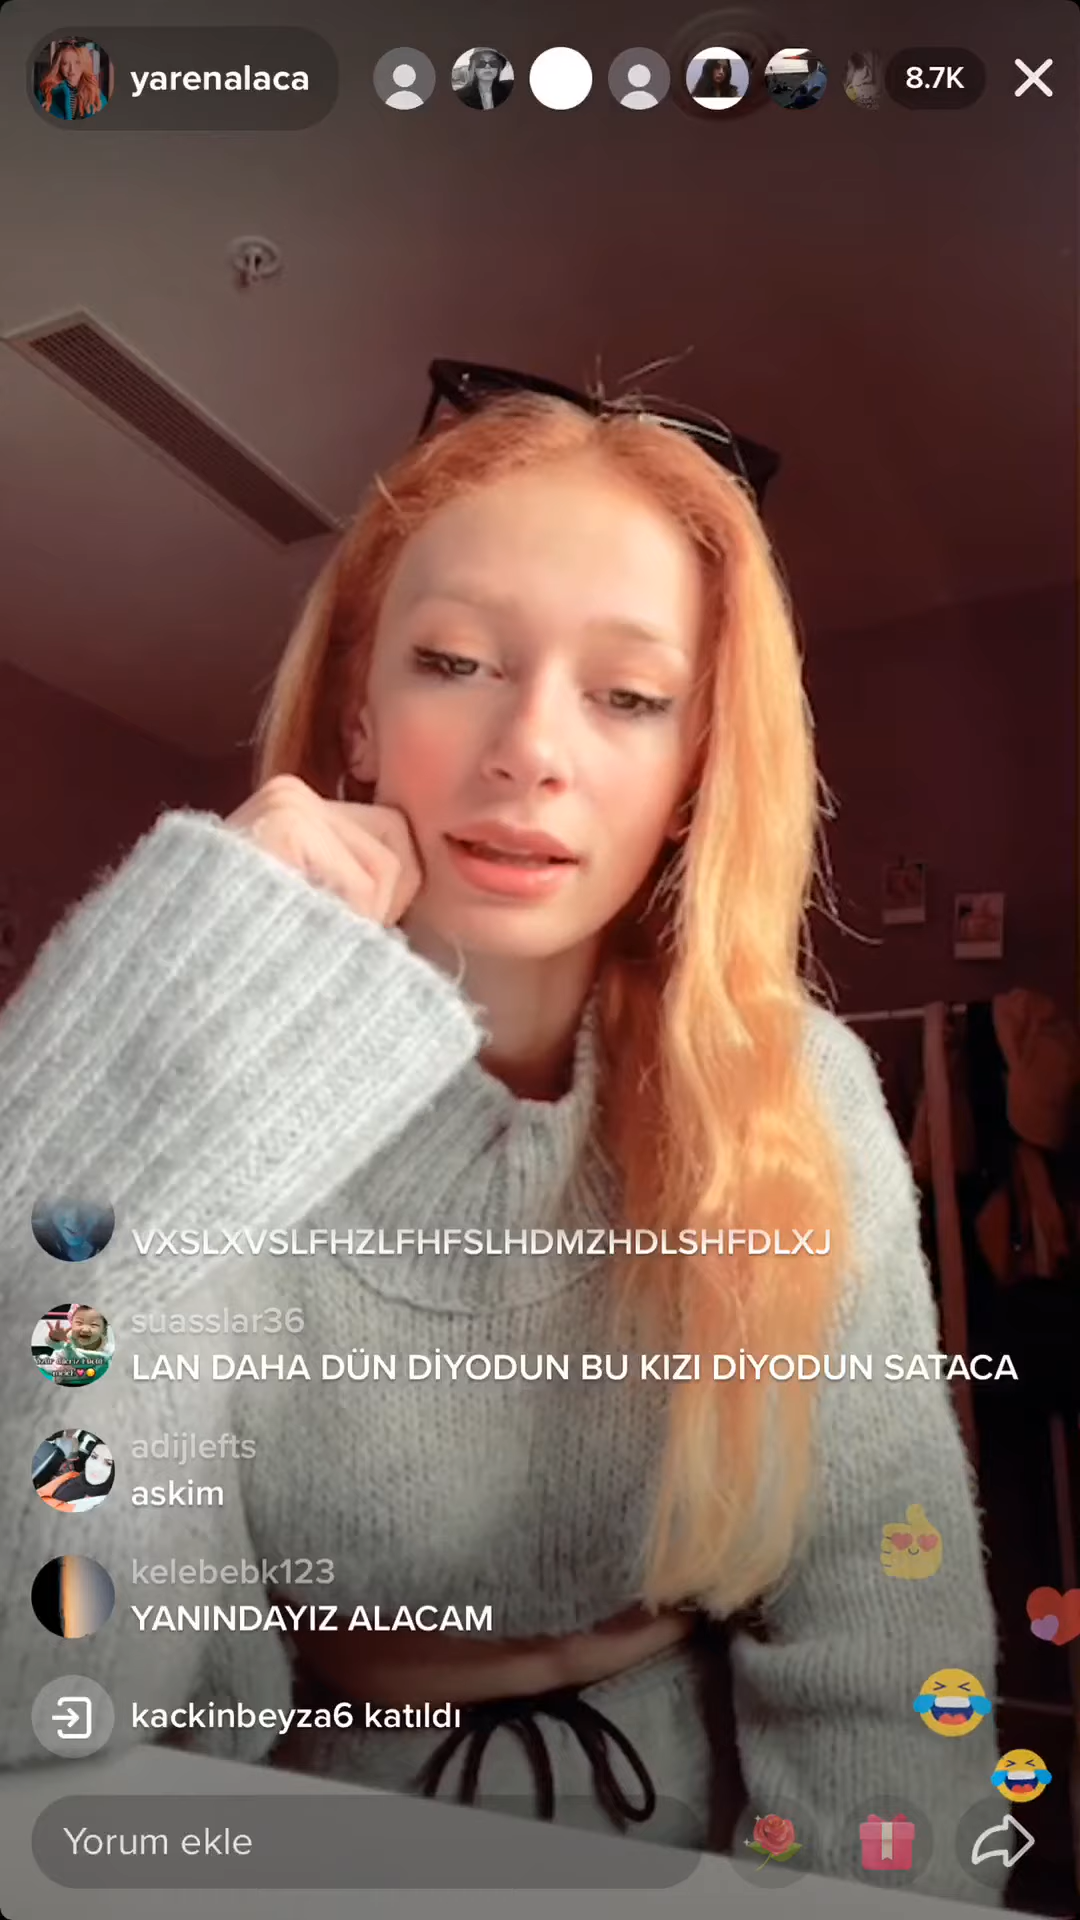 yarenalaca
8.7K
VXSLXVSLFHZLFHFSLHDMZHDLSHFDLXJ
suasslar36
LAN DAHA DÜN DİYODUN BU KIZI DİYODUN SATACA
adijlefts
askim
kelebebk123
YANINDAYIZ ALACAM
kackinbeyza6 katıldı
Yorum ekle